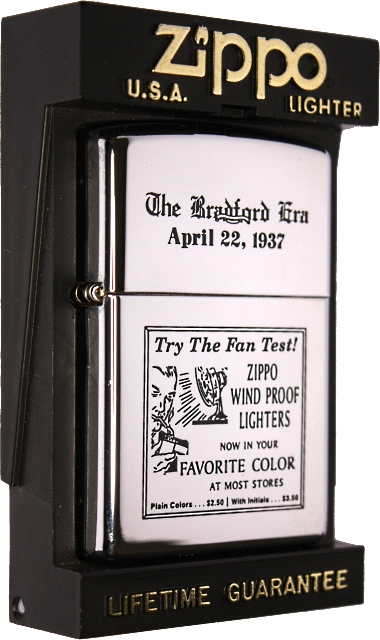 Zippo
U.S.A. LIGHTER
The Bradford Era
April 22, 1937
Try The Fan Test!
ZIPPO
WIND PROOF
LIGHTERS
NOW IN YOUR
FAVORITE COLOR
AT MOST STORES
Plain Colors . . . $2.50 | With Initials . . . $3.50
LIFETIME GUARANTEE